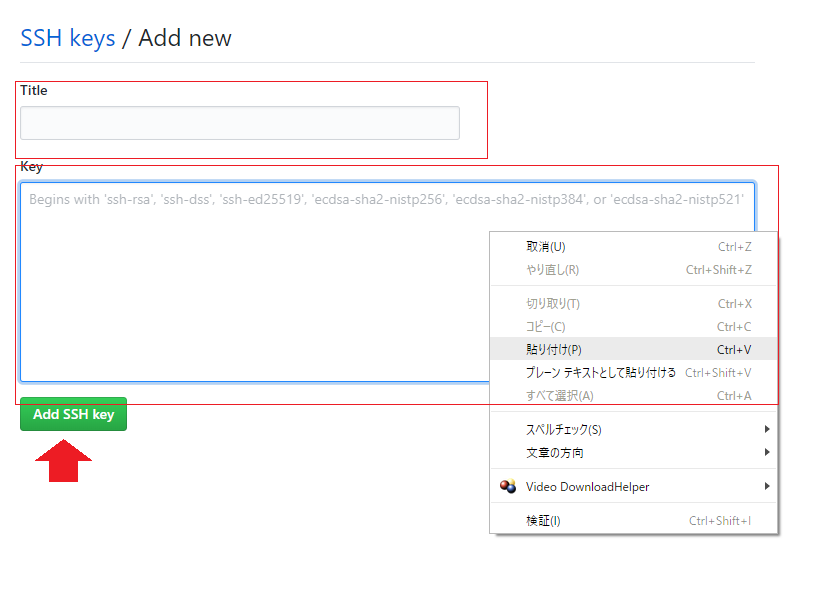 SSH keys / Add new
Title
Key
Begins with 'ssh-rsa', 'ssh-dss', 'ssh-ed25519', 'ecdsa-sha2-nistp256', 'ecdsa-sha2-nistp384', or 'ecdsa-sha2-nistp521'
取消(U) Ctrl+Z
やり直し(R) Ctrl+Shift+Z
切り取り(T) Ctrl+X
コピー(C) Ctrl+C
貼り付け(P) Ctrl+V
プレーン テキストとして貼り付ける Ctrl+Shift+V
すべて選択(A) Ctrl+A
Add SSH key
スペルチェック(S)
文章の方向
Video DownloadHelper
検証(I) Ctrl+Shift+I